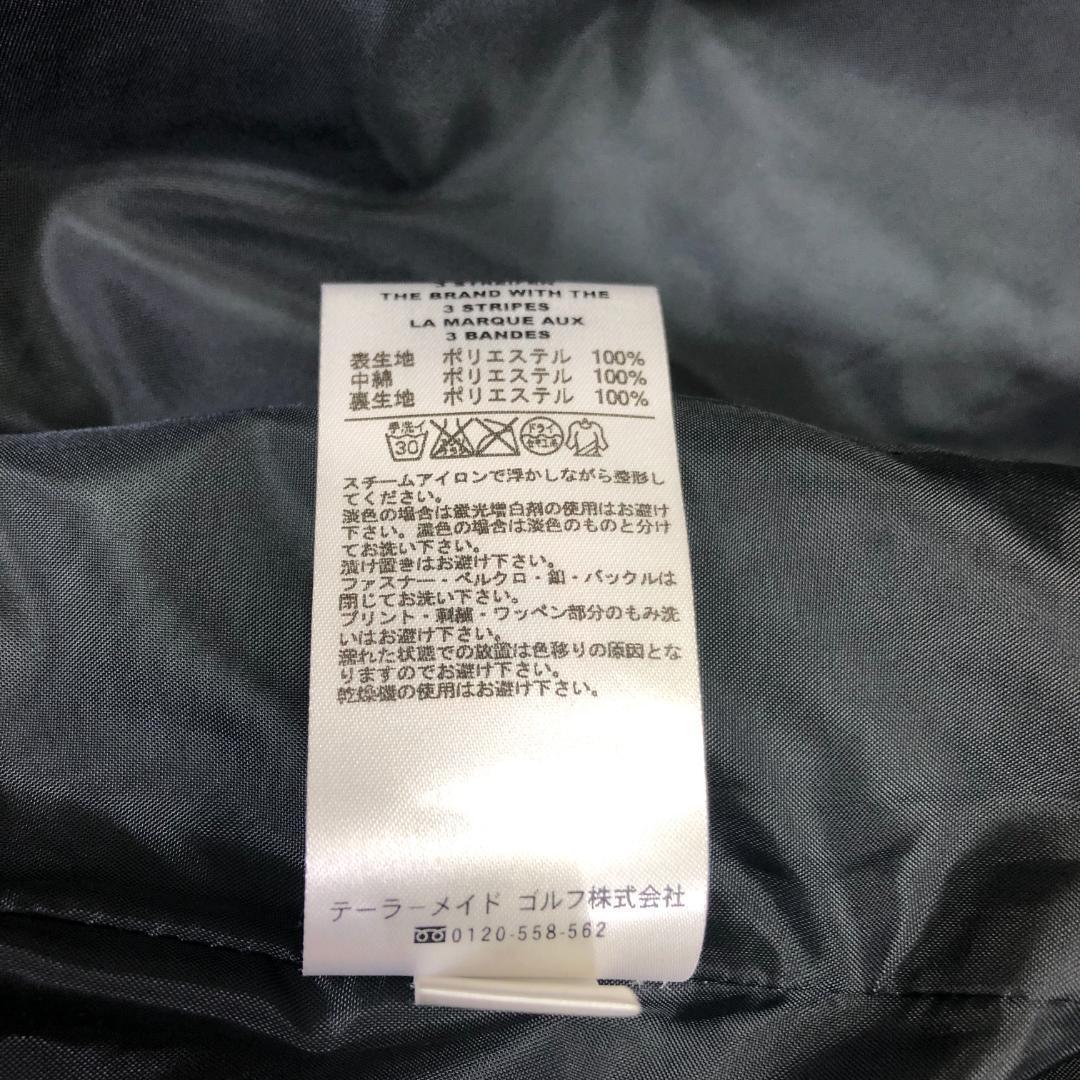 3 STREIFEN
THE BRAND WITH THE
3 STRIPES
LA MARQUE AUX
3 BANDES
表生地 ポリエステル 100%
中綿 ポリエステル 100%
裏生地 ポリエステル 100%
手洗イ 30 ドライ
スチームアイロンで浮かしながら整形し
てください。
淡色の場合は蛍光増白剤の使用はお避け
下さい。濃色の場合は淡色のものと分け
てお洗い下さい。
漬け置きはお避け下さい。
ファスナー・ベルクロ・釦・バックルは
閉じてお洗い下さい。
プリント・刺繍・ワッペン部分のもみ洗
いはお避け下さい。
濡れた状態での放置は色移りの原因とな
りますのでお避け下さい。
乾燥機の使用はお避け下さい。
テーラーメイド ゴルフ株式会社
0120-558-562